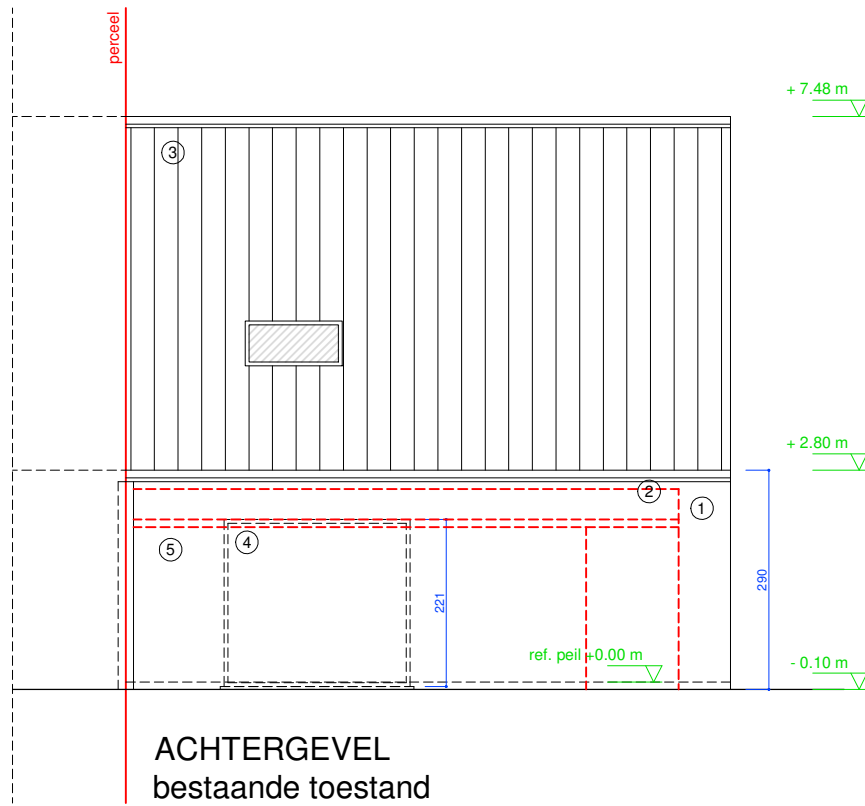 perceel
+ 7.48 m
3
+ 2.80 m
2
1
4
5
221
290
ref. peil +0.00 m
- 0.10 m
ACHTERGEVEL
bestaande toestand